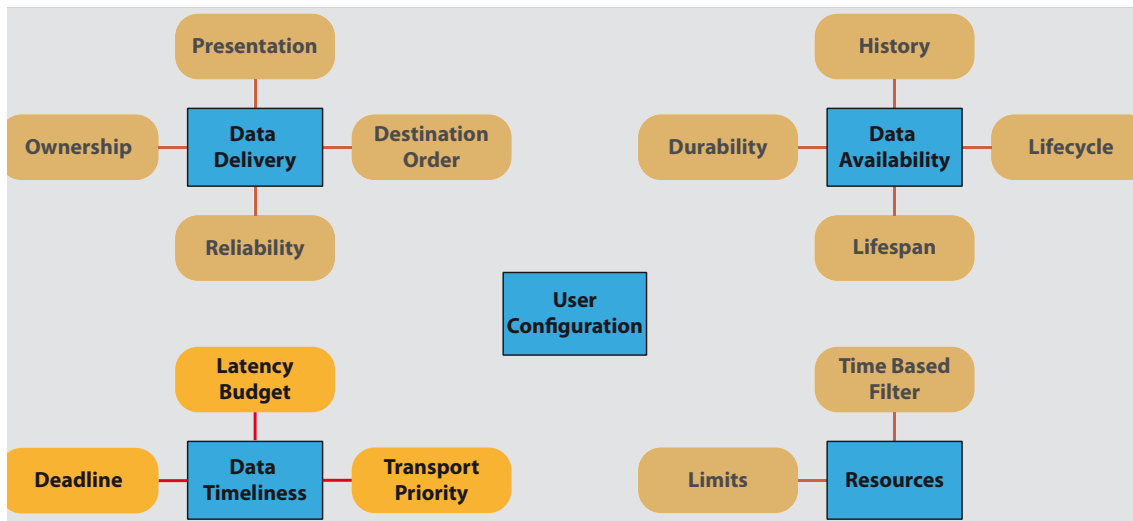 Presentation
History
Ownership
Data
Delivery
Destination
Order
Durability
Data
Availability
Lifecycle
Reliability
Lifespan
User
Configuration
Latency
Budget
Time Based
Filter
Deadline
Data
Timeliness
Transport
Priority
Limits
Resources